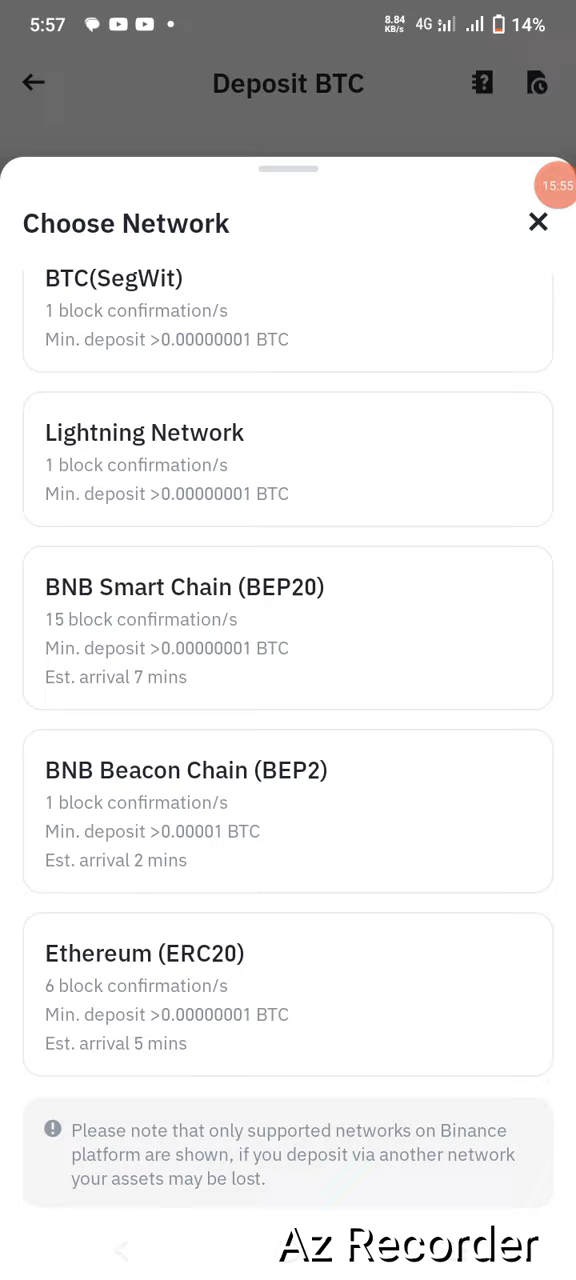 5:57 8.84 KB/s 4G 14%
Deposit BTC
15:55
Choose Network
BTC(SegWit)
1 block confirmation/s
Min. deposit >0.00000001 BTC
Lightning Network
1 block confirmation/s
Min. deposit >0.00000001 BTC
BNB Smart Chain (BEP20)
15 block confirmation/s
Min. deposit >0.00000001 BTC
Est. arrival 7 mins
BNB Beacon Chain (BEP2)
1 block confirmation/s
Min. deposit >0.00001 BTC
Est. arrival 2 mins
Ethereum (ERC20)
6 block confirmation/s
Min. deposit >0.00000001 BTC
Est. arrival 5 mins
Please note that only supported networks on Binance
platform are shown, if you deposit via another network
your assets may be lost.
Az Recorder